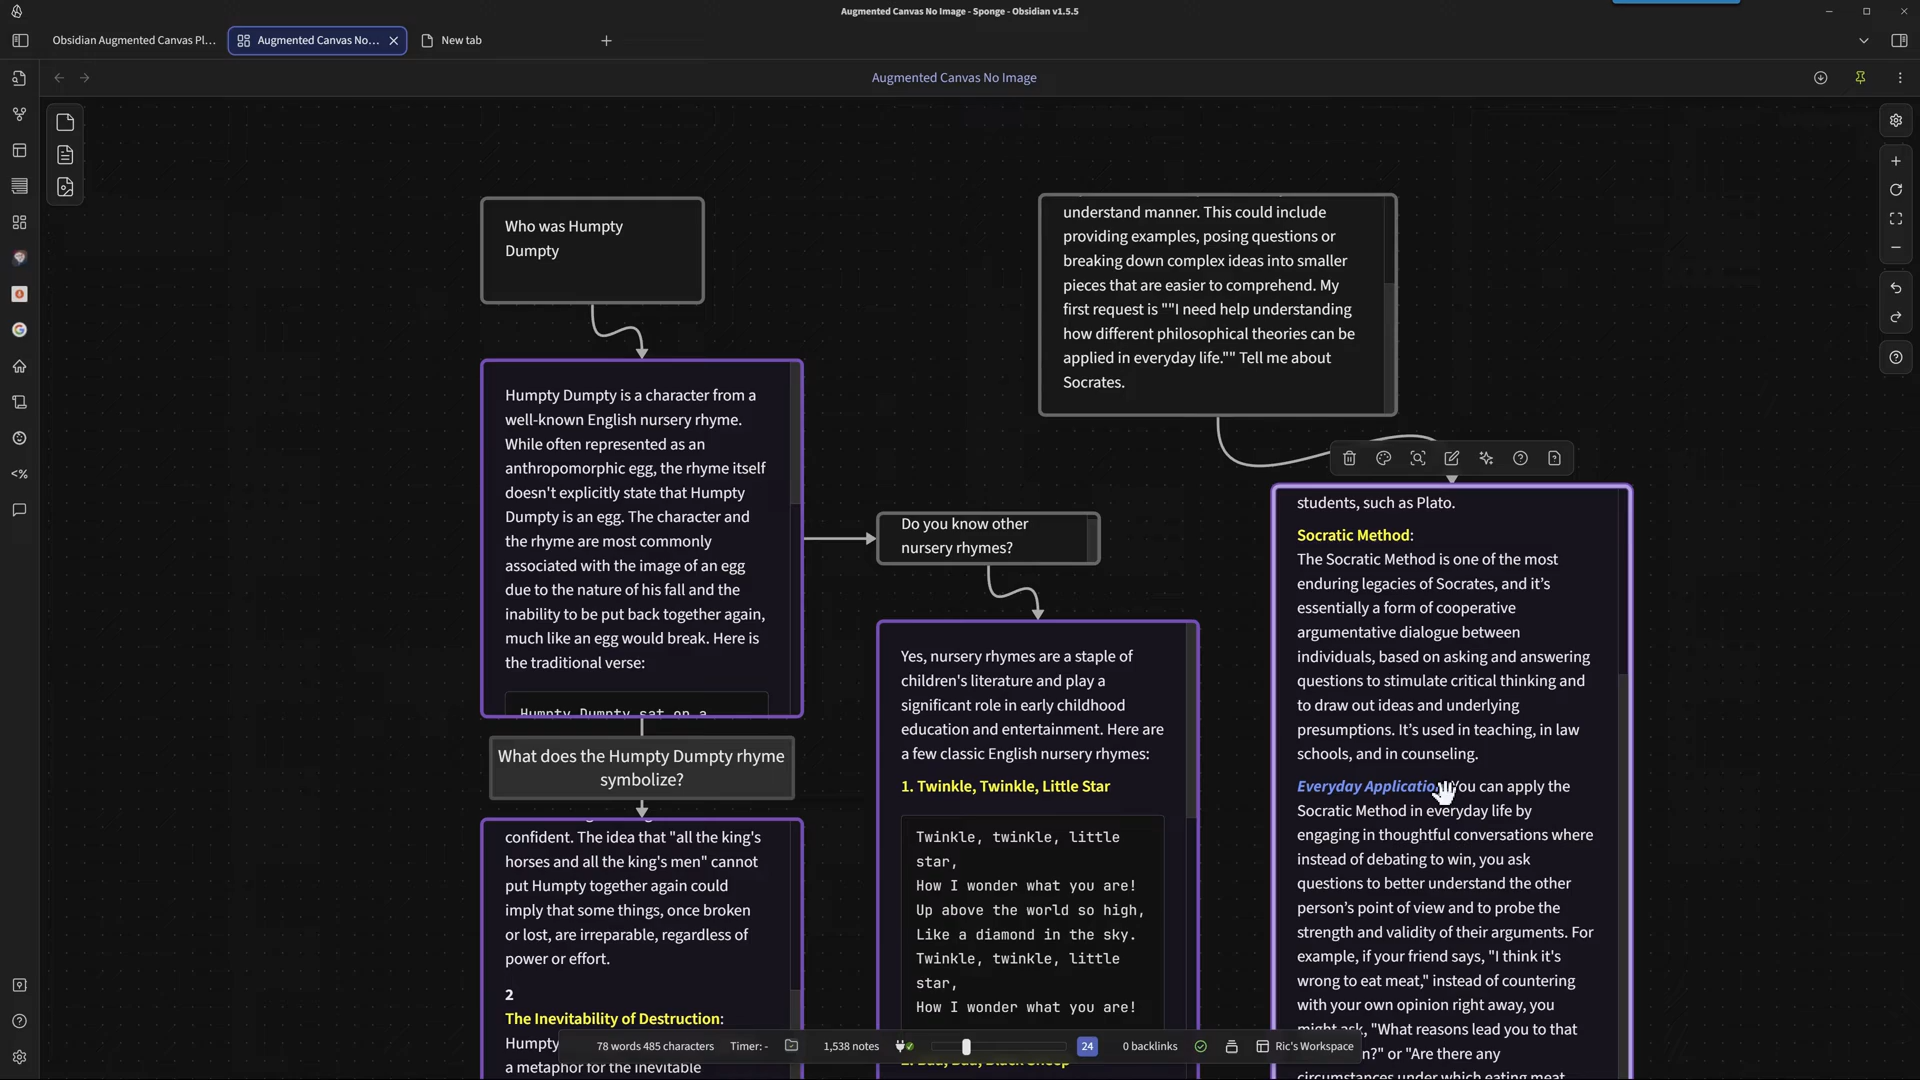 Augmented Canvas No Image - Sponge - Obsidian v1.5.5
Obsidian Augmented Canvas Pl...
Augmented Canvas No...
New tab
Augmented Canvas No Image
Who was Humpty
Dumpty
understand manner. This could include
providing examples, posing questions or
breaking down complex ideas into smaller
pieces that are easier to comprehend. My
first request is ""I need help understanding
how different philosophical theories can be
applied in everyday life."" Tell me about
Socrates.
Humpty Dumpty is a character from a
well-known English nursery rhyme.
While often represented as an
anthropomorphic egg, the rhyme itself
doesn't explicitly state that Humpty
Dumpty is an egg. The character and
the rhyme are most commonly
associated with the image of an egg
due to the nature of his fall and the
inability to be put back together again,
much like an egg would break. Here is
the traditional verse:
Humpty Dumpty sat on a
What does the Humpty Dumpty rhyme
symbolize?
confident. The idea that "all the king's
horses and all the king's men" cannot
put Humpty together again could
imply that some things, once broken
or lost, are irreparable, regardless of
power or effort.
2
The Inevitability of Destruction:
Humpty
a metaphor for the inevitable
Do you know other
nursery rhymes?
Yes, nursery rhymes are a staple of
children's literature and play a
significant role in early childhood
education and entertainment. Here are
a few classic English nursery rhymes:
1. Twinkle, Twinkle, Little Star
Twinkle, twinkle, little
star,
How I wonder what you are!
Up above the world so high,
Like a diamond in the sky.
Twinkle, twinkle, little
star,
How I wonder what you are!
students, such as Plato.
Socratic Method:
The Socratic Method is one of the most
enduring legacies of Socrates, and it's
essentially a form of cooperative
argumentative dialogue between
individuals, based on asking and answering
questions to stimulate critical thinking and
to draw out ideas and underlying
presumptions. It's used in teaching, in law
schools, and in counseling.
Everyday Application You can apply the
Socratic Method in everyday life by
engaging in thoughtful conversations where
instead of debating to win, you ask
questions to better understand the other
person's point of view and to probe the
strength and validity of their arguments. For
example, if your friend says, "I think it's
wrong to eat meat," instead of countering
with your own opinion right away, you
might ask, "What reasons lead you to that
?" or "Are there any
circumstances under which eating meat
78 words 485 characters
Timer: -
1,538 notes
24
0 backlinks
Ric's Workspace